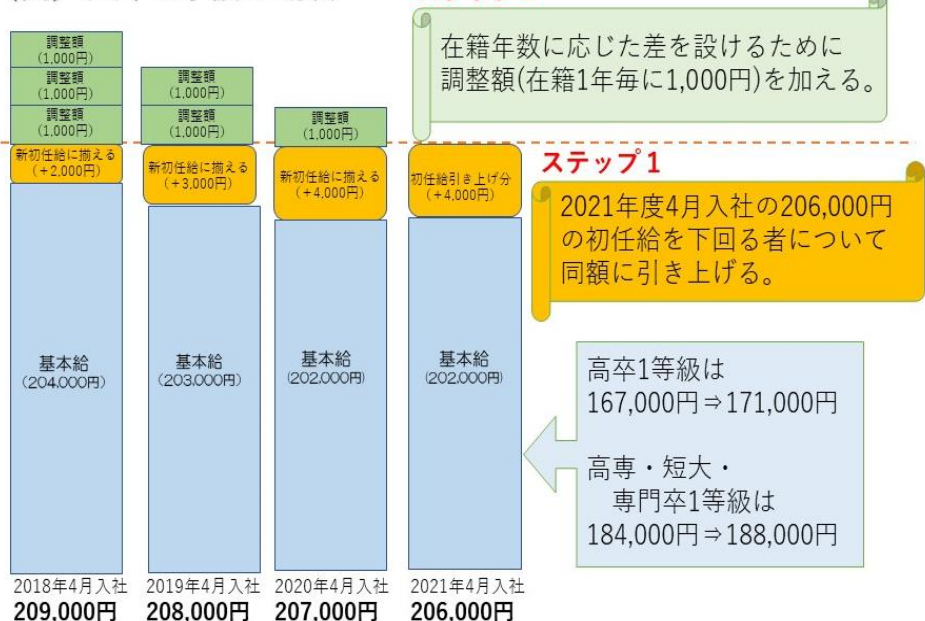 在籍年数に応じた差を設けるために
調整額(在籍1年毎に1,000円)を加える。
調整額
(1,000円)
調整額
(1,000円)
調整額
(1,000円)
調整額
(1,000円)
調整額
(1,000円)
調整額
(1,000円)
新初任給に揃える
(+2,000円)
新初任給に揃える
(+3,000円)
新初任給に揃える
(+4,000円)
初任給引き上げ分
(+4,000円)
ステップ1
2021年度4月入社の206,000円
の初任給を下回る者について
同額に引き上げる。
基本給
(204,000円)
基本給
(203,000円)
基本給
(202,000円)
基本給
(202,000円)
高卒1等級は
167,000円⇒171,000円
高専・短大・
専門卒1等級は
184,000円⇒188,000円
2018年4月入社
209,000円
2019年4月入社
208,000円
2020年4月入社
207,000円
2021年4月入社
206,000円